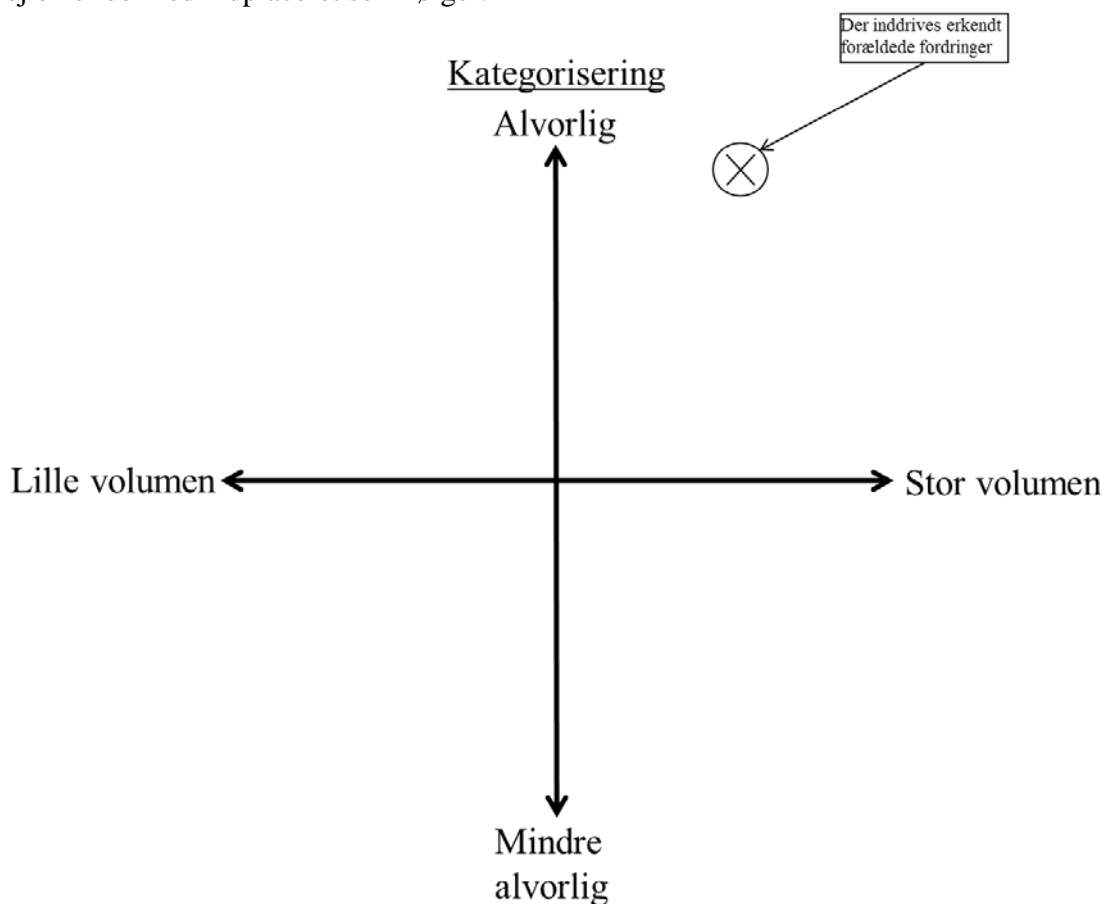 Der inddrives erkendt
forældede fordringer
Kategorisering
Alvorlig
Lille volumen
Stor volumen
Mindre
alvorlig